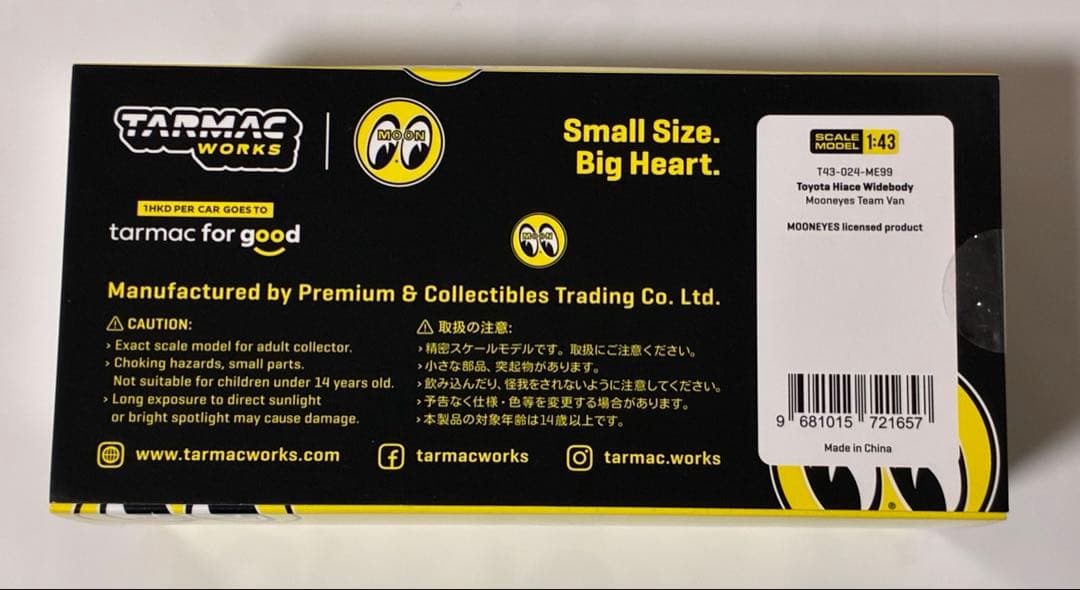 TARMAC
WORKS
MOON
Small Size.
Big Heart.
1HKD PER CAR GOES TO
tarmac for good
MOON
Manufactured by Premium & Collectibles Trading Co. Ltd.
⚠ CAUTION:
› Exact scale model for adult collector.
› Choking hazards, small parts.
Not suitable for children under 14 years old.
› Long exposure to direct sunlight
or bright spotlight may cause damage.
⚠ 取扱の注意:
›精密スケールモデルです。取扱にご注意ください。
›小さな部品、突起物があります。
›飲み込んだり、怪我をされないように注意してください。
›予告なく仕様・色等を変更する場合があります。
›本製品の対象年齢は14歳以上です。
www.tarmacworks.com
tarmacworks
tarmac.works
SCALE
MODEL 1:43
T43-024-ME99
Toyota Hiace Widebody
Mooneyes Team Van
MOONEYES licensed product
9 681015 721657
Made in China
®